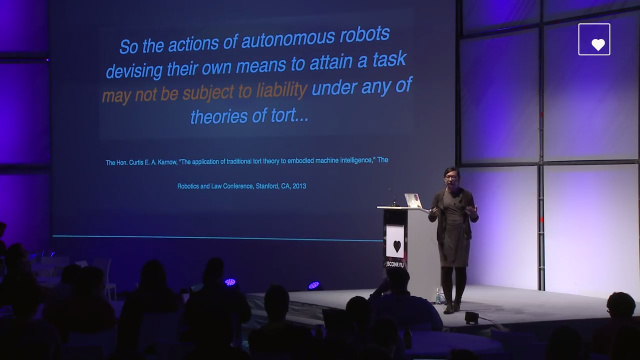 So the actions of autonomous robots
devising their own means to attain a task
may not be subject to liability under any of
theories of tort...
The Hon. Curtis E. A. Karnow, "The application of traditional tort theory to embodied machine intelligence," The
Robotics and Law Conference, Stanford, CA, 2013